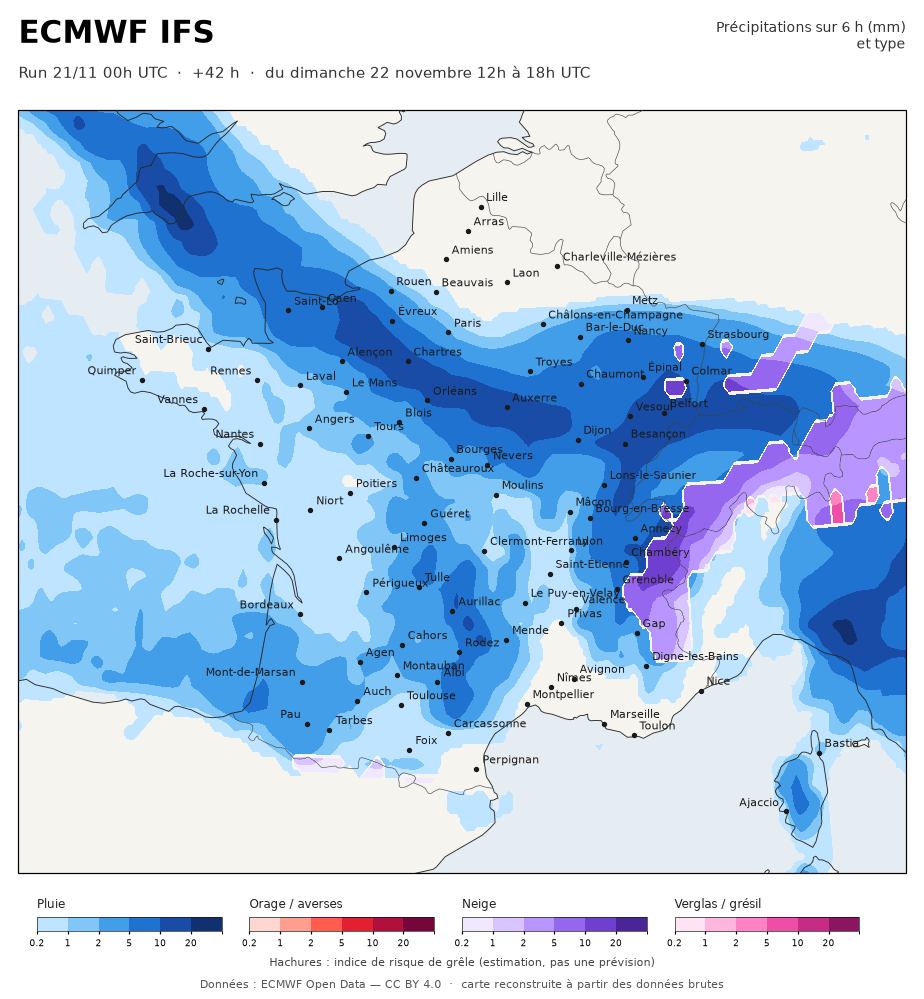 ECMWF IFS
Précipitations sur 6 h (mm)
et type
Run 21/11 00h UTC · +42 h · du dimanche 22 novembre 12h à 18h UTC
Lille
Arras
Amiens
Charleville-Mézières
Laon
Rouen
Beauvais
Saint-Lô
Caen
Metz
Évreux
Châlons-en-Champagne
Paris
Bar-le-Duc
Nancy
Strasbourg
Saint-Brieuc
Alençon
Chartres
Quimper
Rennes
Laval
Troyes
Chaumont
Épinal
Colmar
Le Mans
Orléans
Vannes
Blois
Auxerre
Vesoul
Belfort
Angers
Tours
Nantes
Dijon
Besançon
Bourges
Nevers
La Roche-sur-Yon
Châteauroux
Poitiers
Moulins
Lons-le-Saunier
Niort
La Rochelle
Guéret
Mâcon
Bourg-en-Bresse
Annecy
Limoges
Clermont-Ferrand
Lyon
Angoulême
Chambéry
Saint-Étienne
Périgueux
Tulle
Grenoble
Le Puy-en-Velay
Valence
Bordeaux
Aurillac
Privas
Gap
Cahors
Rodez
Mende
Agen
Digne-les-Bains
Mont-de-Marsan
Montauban
Albi
Avignon
Nîmes
Nice
Auch
Toulouse
Montpellier
Pau
Tarbes
Carcassonne
Marseille
Toulon
Foix
Bastia
Perpignan
Ajaccio
Pluie
Orage / averses
Neige
Verglas / grésil
0.2 1 2 5 10 20
0.2 1 2 5 10 20
0.2 1 2 5 10 20
0.2 1 2 5 10 20
Hachures : indice de risque de grêle (estimation, pas une prévision)
Données : ECMWF Open Data — CC BY 4.0 · carte reconstruite à partir des données brutes